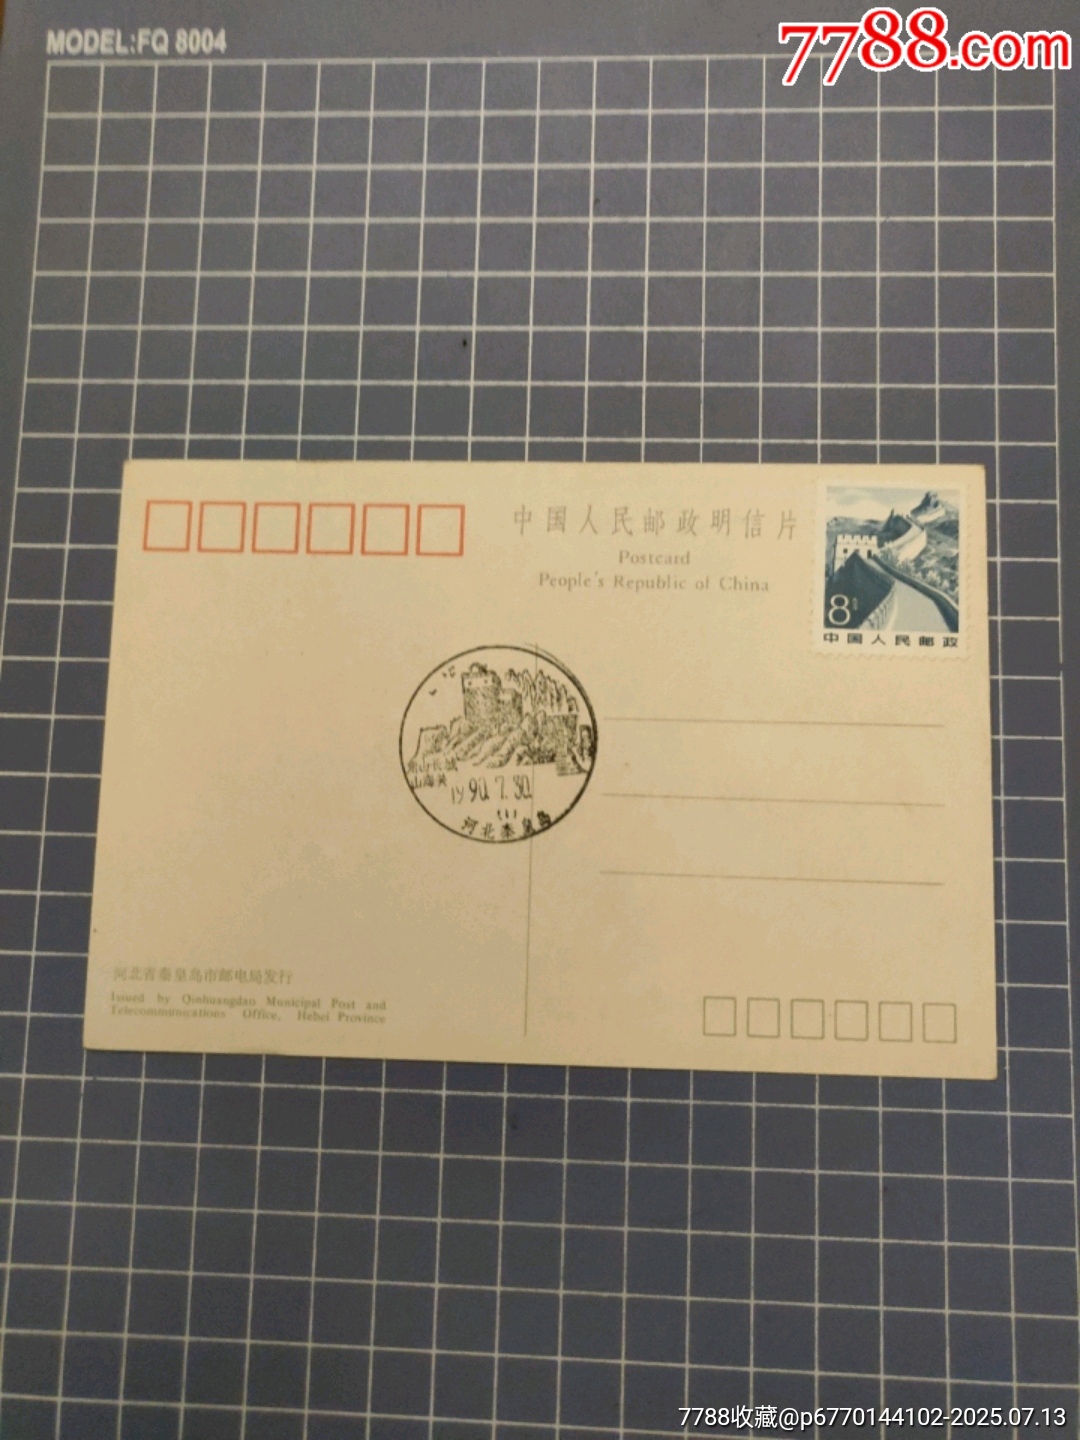 MODEL:FQ 8004
7788.com
中国人民邮政明信片
Postcard
People's Republic of China
8分
中国人民邮政
角山长城
山海关
1990.7.30
(1)
河北秦皇岛
河北省秦皇岛市邮电局发行
Issued by Qinhuangdao Municipal Post and
Telecommunications Office, Hebei Province
7788收藏@p6770144102-2025.07.13